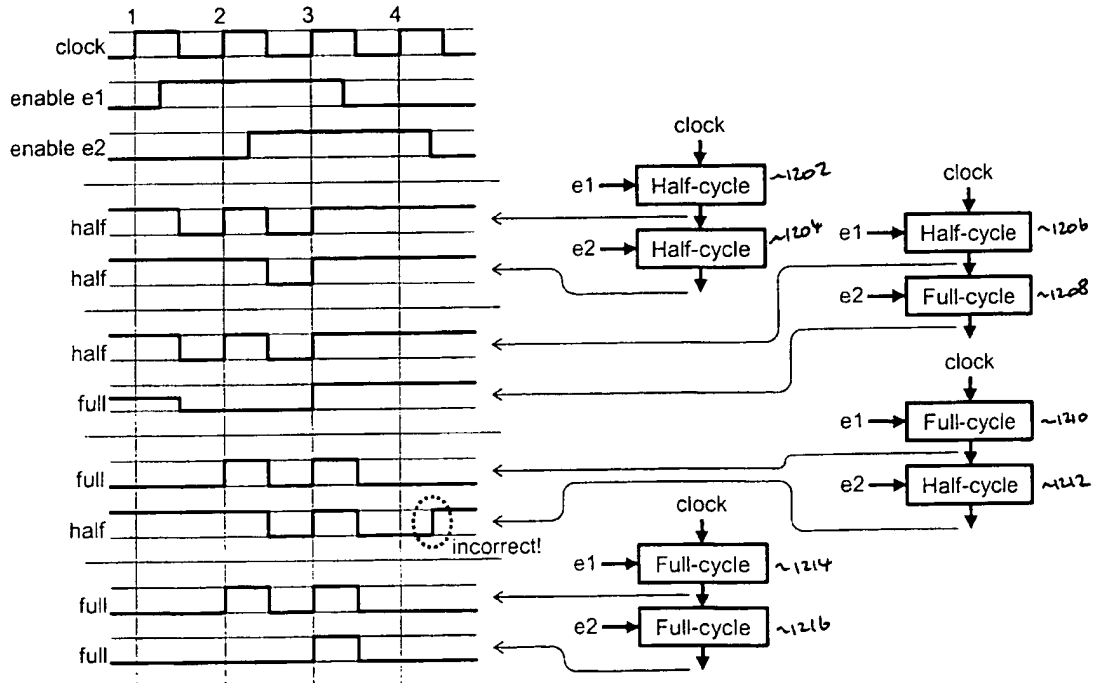 1 2 3 4
clock
enable e1
enable e2
half
half
half
full
full
half
incorrect!
full
full
clock
e1 Half-cycle ~1202
e2 Half-cycle ~1204
clock
e1 Half-cycle ~1206
e2 Full-cycle ~1208
clock
e1 Full-cycle ~1210
e2 Half-cycle ~1212
clock
e1 Full-cycle ~1214
e2 Full-cycle ~1216